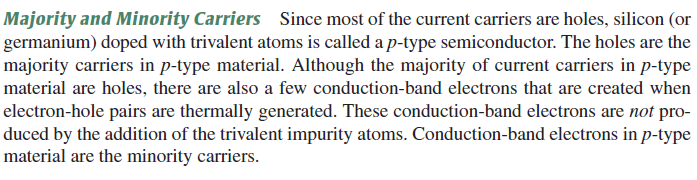 Majority and Minority Carriers Since most of the current carriers are holes, silicon (or
germanium) doped with trivalent atoms is called a p-type semiconductor. The holes are the
majority carriers in p-type material. Although the majority of current carriers in p-type
material are holes, there are also a few conduction-band electrons that are created when
electron-hole pairs are thermally generated. These conduction-band electrons are not pro-
duced by the addition of the trivalent impurity atoms. Conduction-band electrons in p-type
material are the minority carriers.